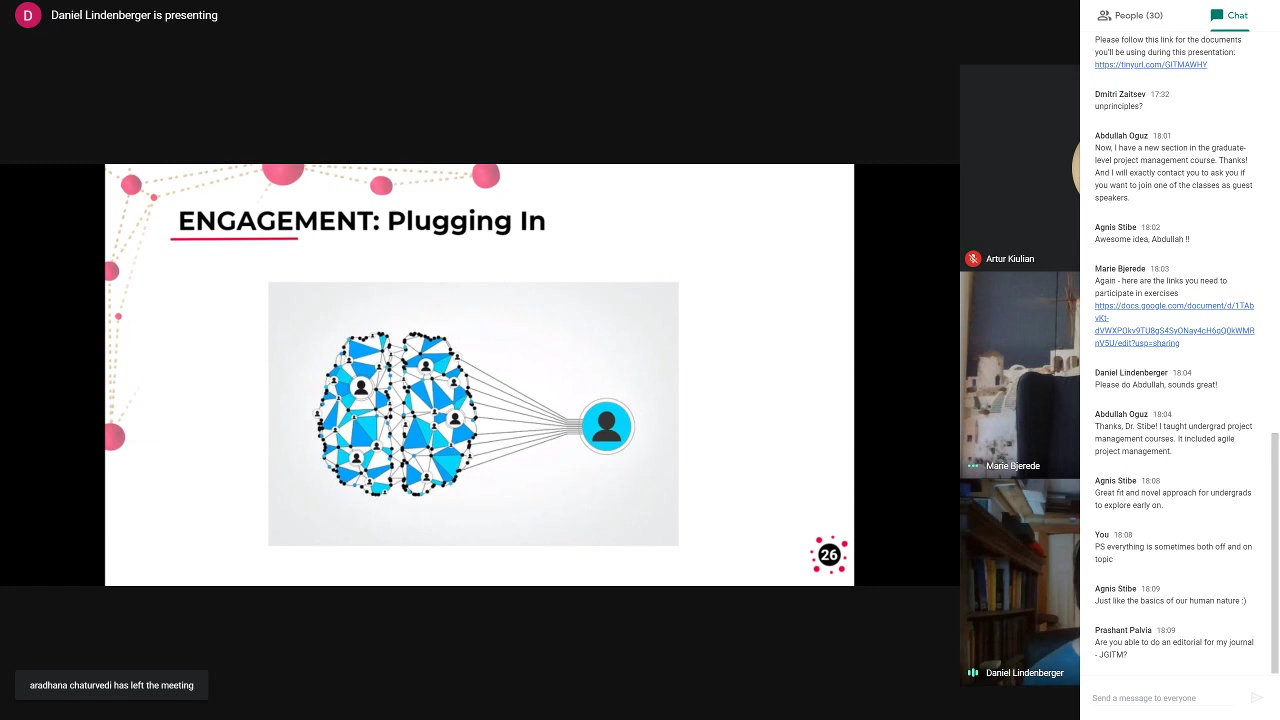 D Daniel Lindenberger is presenting
ENGAGEMENT: Plugging In
26
aradhana chaturvedi has left the meeting
Artur Kiulian
Marie Bjerede
Daniel Lindenberger
People (30)
Chat
Please follow this link for the documents
you'll be using during this presentation:
https://tinyurl.com/GITMAWHY
Dmitri Zaitsev 17:32
unprinciples?
Abdullah Oguz 18:01
Now, I have a new section in the graduate-
level project management course. Thanks!
And I will exactly contact you to ask you if
you want to join one of the classes as guest
speakers.
Agnis Stibe 18:02
Awesome idea, Abdullah !!
Marie Bjerede 18:03
Again - here are the links you need to
participate in exercises
https://docs.google.com/document/d/1TAb
Daniel Lindenberger 18:04
Please do Abdullah, sounds great!
Abdullah Oguz 18:04
Thanks, Dr. Stibe! I taught undergrad project
management courses. It included agile
project management.
Agnis Stibe 18:08
Great fit and novel approach for undergrads
to explore early on.
You 18:08
PS everything is sometimes both off and on
topic
Agnis Stibe 18:09
Just like the basics of our human nature :)
Prashant Palvia 18:09
Are you able to do an editorial for my journal
- JGITM?
Send a message to everyone